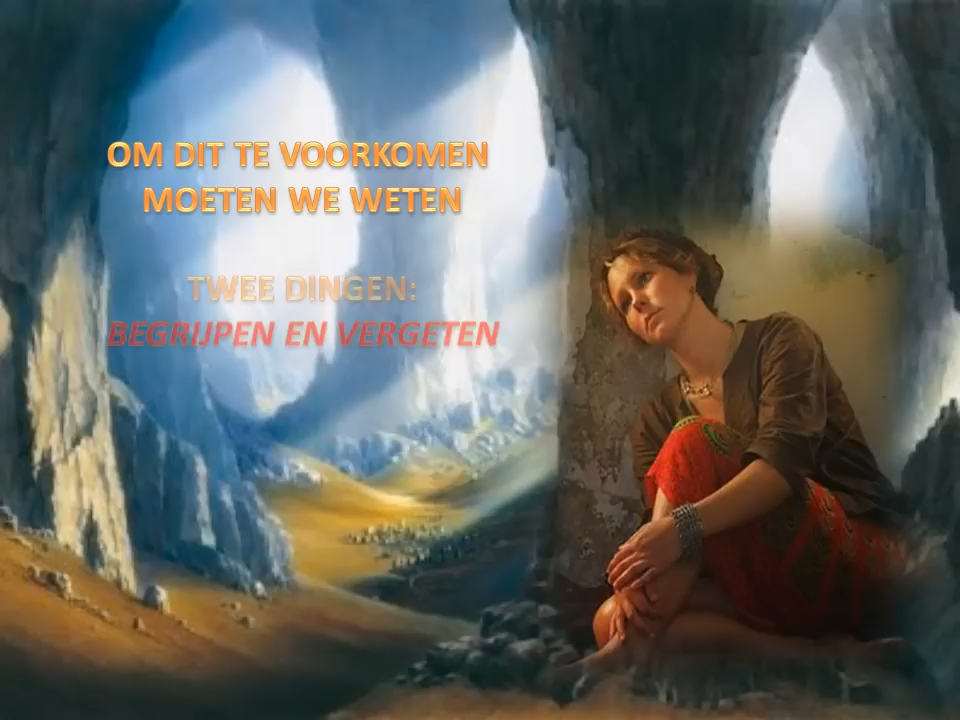 OM DIT TE VOORKOMEN
MOETEN WE WETEN
TWEE DINGEN:
BEGRIJPEN EN VERGETEN